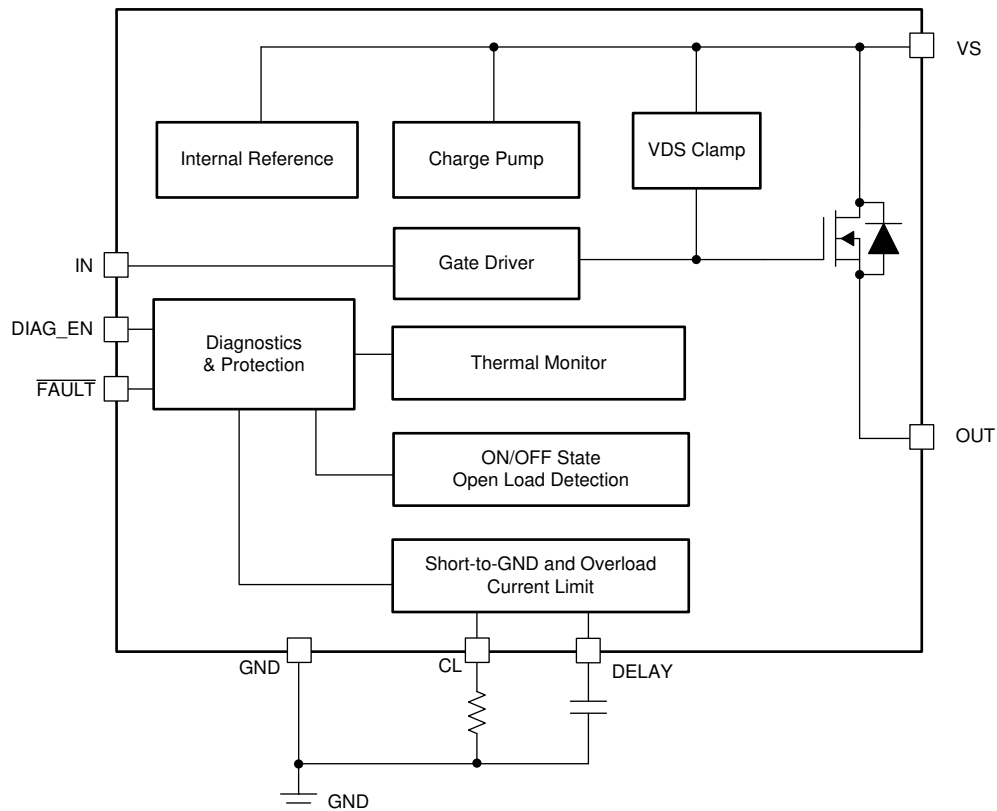 VS
Internal Reference
Charge Pump
VDS Clamp
IN
Gate Driver
DIAG_EN
Diagnostics
& Protection
Thermal Monitor
FAULT
OUT
ON/OFF State
Open Load Detection
Short-to-GND and Overload
Current Limit
GND
CL
DELAY
GND